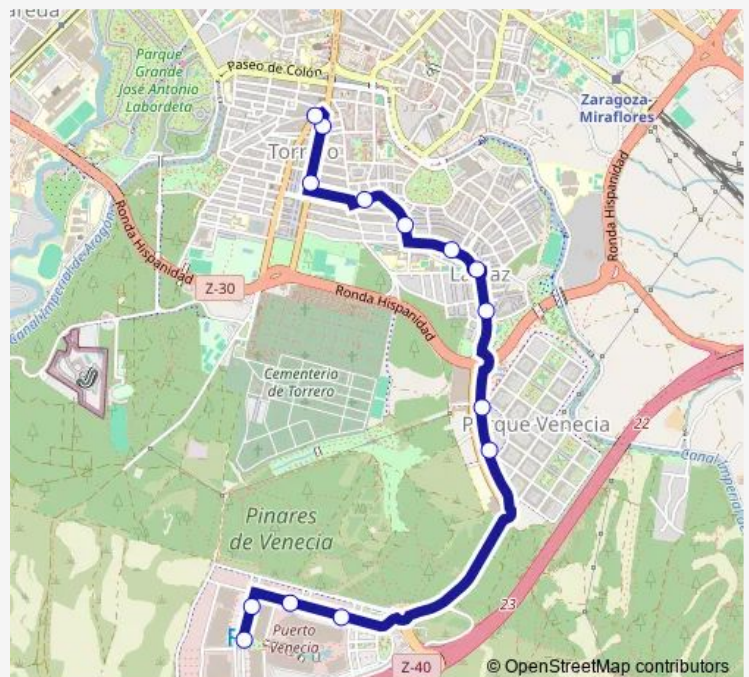 Paseo de Colón
Parque
Grande
José Antonio
Labordeta
Zaragoza-
Miraflores
Ronda Hispanidad
Ronda Hispanidad
Canal Imperial de Aragón
Z-30
Ronda Hispanidad
Cementerio
de Torrero
22
Venecia
Canal Imperial de
Pinares
de Venecia
23
Puerto
Venecia
Z-40
© OpenStreetMap contributors